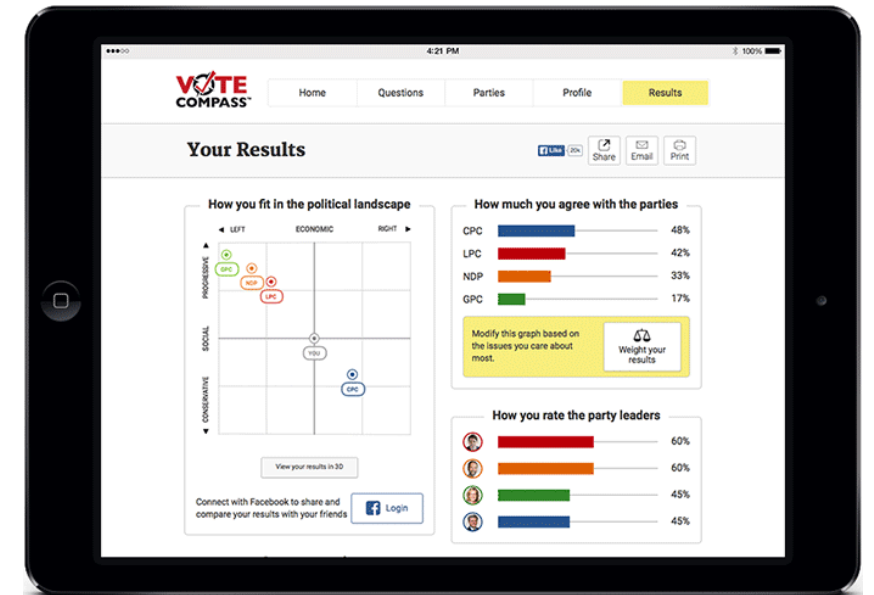 4:21 PM
100%
VOTE
COMPASS™
Home
Questions
Parties
Profile
Results
Your Results
Like
20k
Share
Email
Print
How you fit in the political landscape
◀ LEFT
ECONOMIC
RIGHT ▶
PROGRESSIVE
SOCIAL
CONSERVATIVE
GPC
NDP
LPC
YOU
CPC
View your results in 3D
Connect with Facebook to share and
compare your results with your friends
Login
How much you agree with the parties
CPC 48%
LPC 42%
NDP 33%
GPC 17%
Modify this graph based on
the issues you care about
most.
Weight your
results
How you rate the party leaders
60%
60%
45%
45%